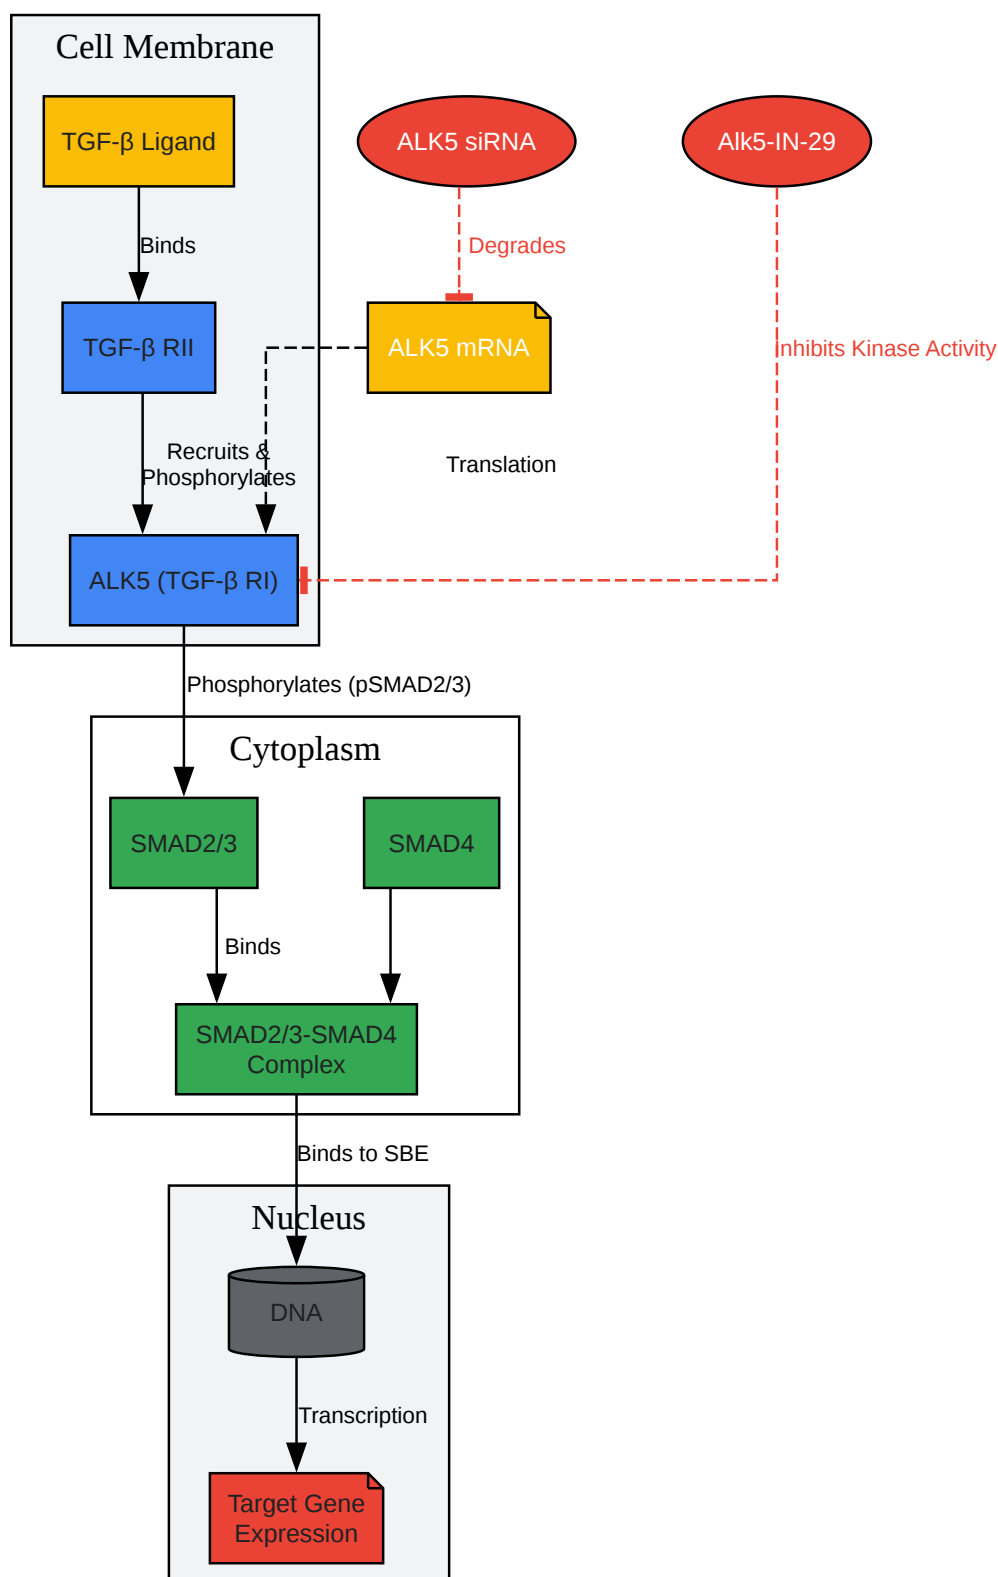 Cell Membrane
TGF-β Ligand
ALK5 siRNA
Alk5-IN-29
Binds
Degrades
TGF-β RII
ALK5 mRNA
Inhibits Kinase Activity
Recruits &
Phosphorylates
Translation
ALK5 (TGF-β RI)
Phosphorylates (pSMAD2/3)
Cytoplasm
SMAD2/3
SMAD4
Binds
SMAD2/3-SMAD4
Complex
Binds to SBE
Nucleus
DNA
Transcription
Target Gene
Expression